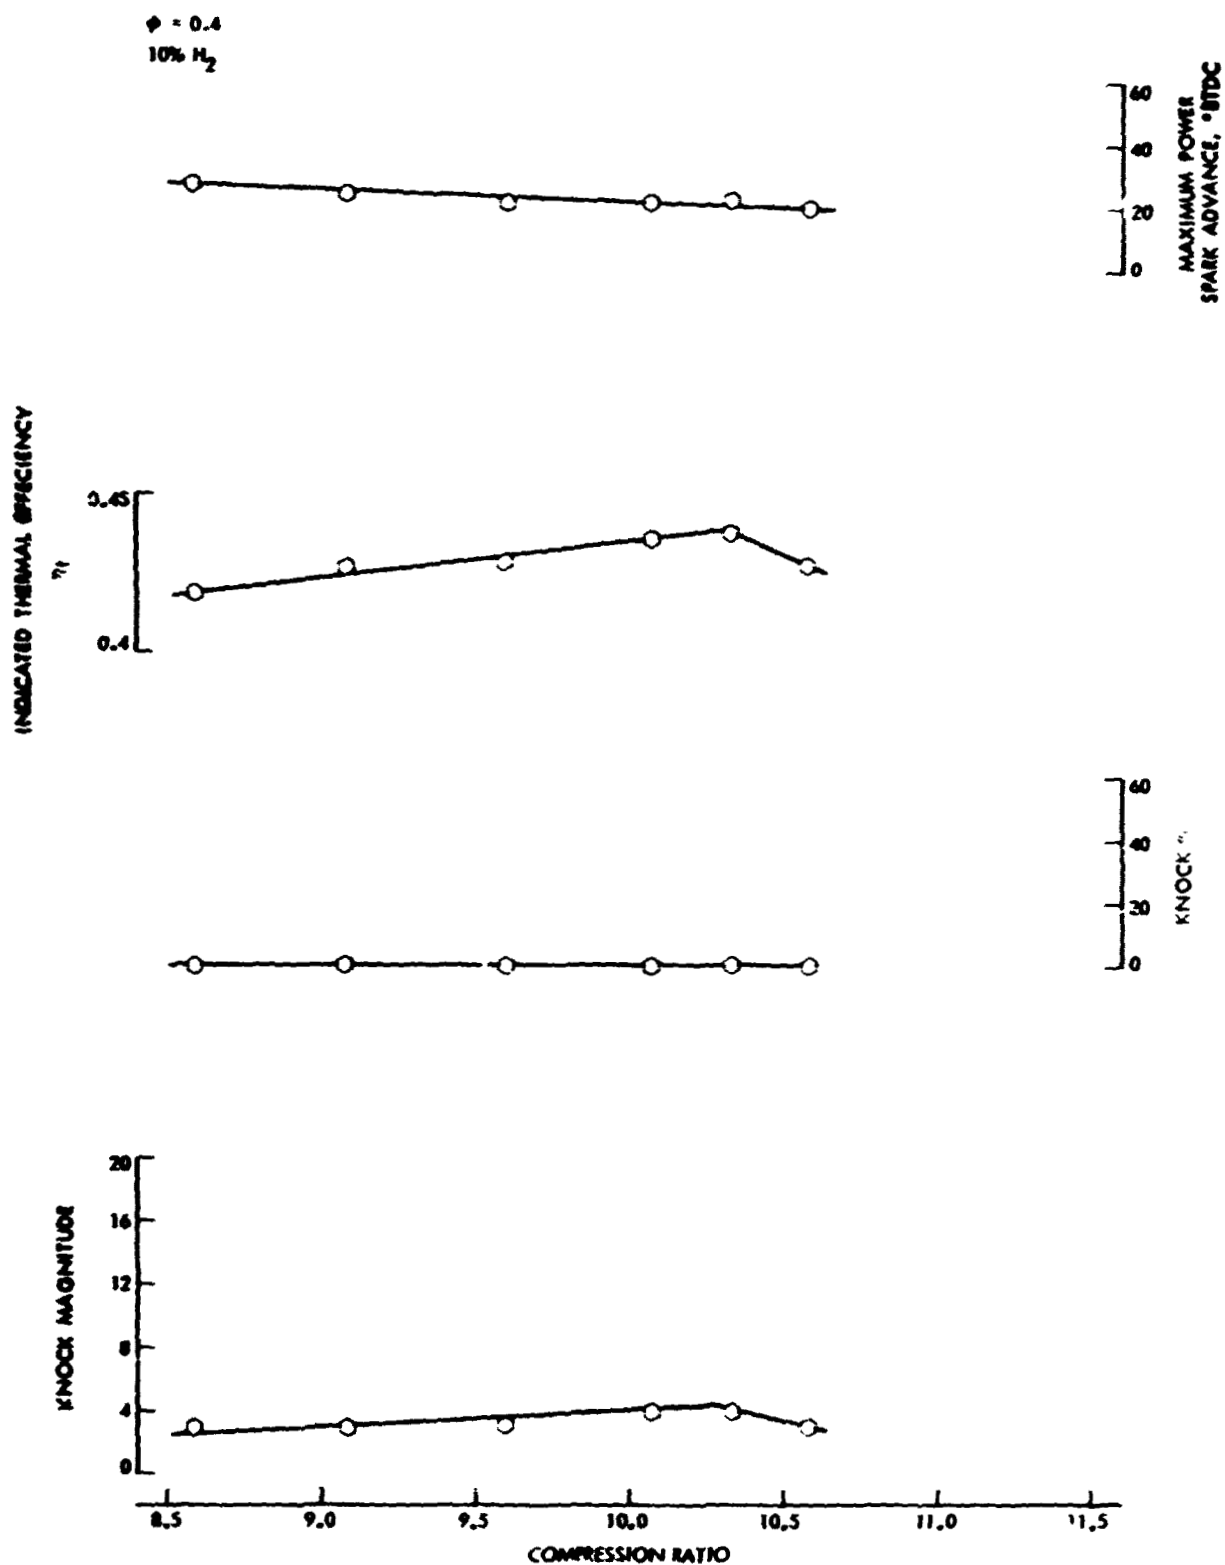 ϕ = 0.4
10% H2
60
40
20
0
MAXIMUM POWER
SPARK ADVANCE, °BTDC
INDICATED THERMAL EFFICIENCY
ηt
0.45
0.4
60
40
20
0
KNOCK
KNOCK MAGNITUDE
20
16
12
8
4
0
8.5 9.0 9.5 10.0 10.5 11.0 11.5
COMPRESSION RATIO